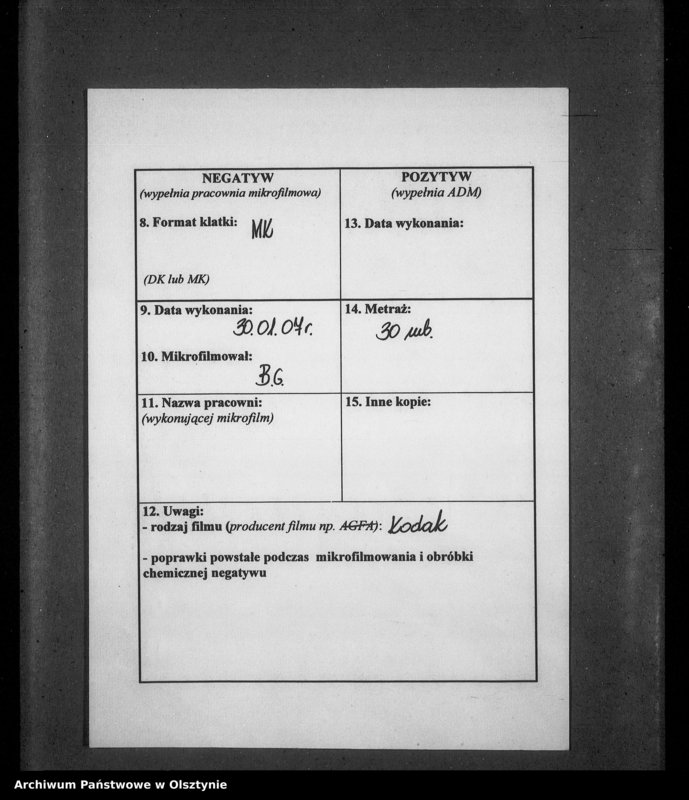 NEGATYW
(wypełnia pracownia mikrofilmowa)
8. Format klatki: MK
(DK lub MK)
POZYTYW
(wypełnia ADM)
13. Data wykonania:
9. Data wykonania:
30.01.04r.
10. Mikrofilmował:
B.G.
14. Metraż:
30 mb.
11. Nazwa pracowni:
(wykonującej mikrofilm)
15. Inne kopie:
12. Uwagi:
- rodzaj filmu (producent filmu np. AGFA): Kodak
- poprawki powstałe podczas mikrofilmowania i obróbki
chemicznej negatywu
Archiwum Państwowe w Olsztynie